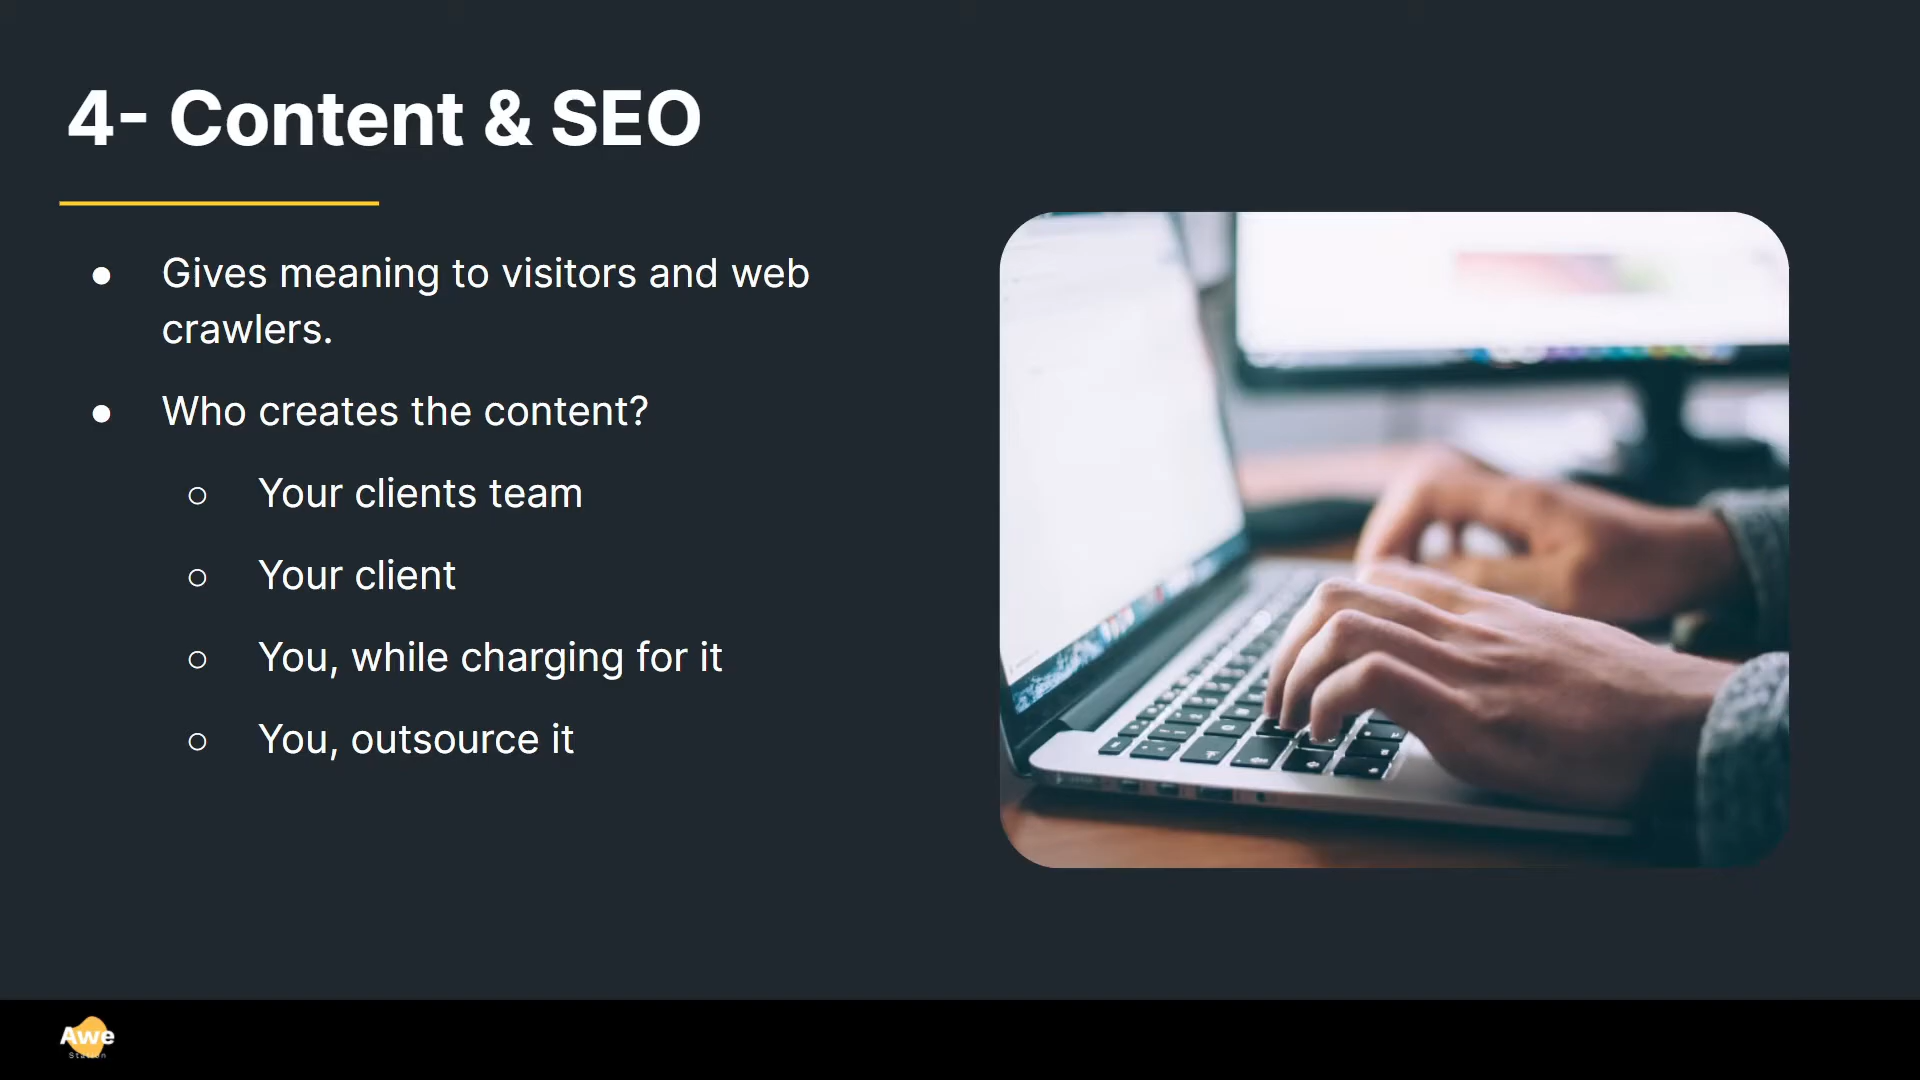 4- Content & SEO
● Gives meaning to visitors and web
crawlers.
● Who creates the content?
○ Your clients team
○ Your client
○ You, while charging for it
○ You, outsource it
Awe
Station